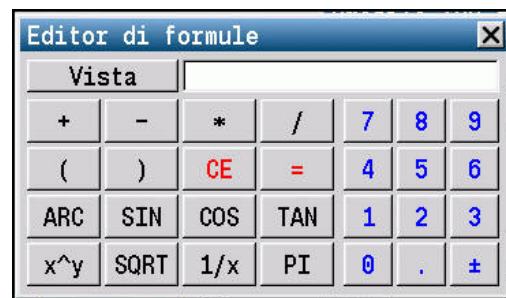 Editor di formule X
Vista
+ - * / 7 8 9
( ) CE = 4 5 6
ARC SIN COS TAN 1 2 3
x^y SQRT 1/x PI 0 . ±